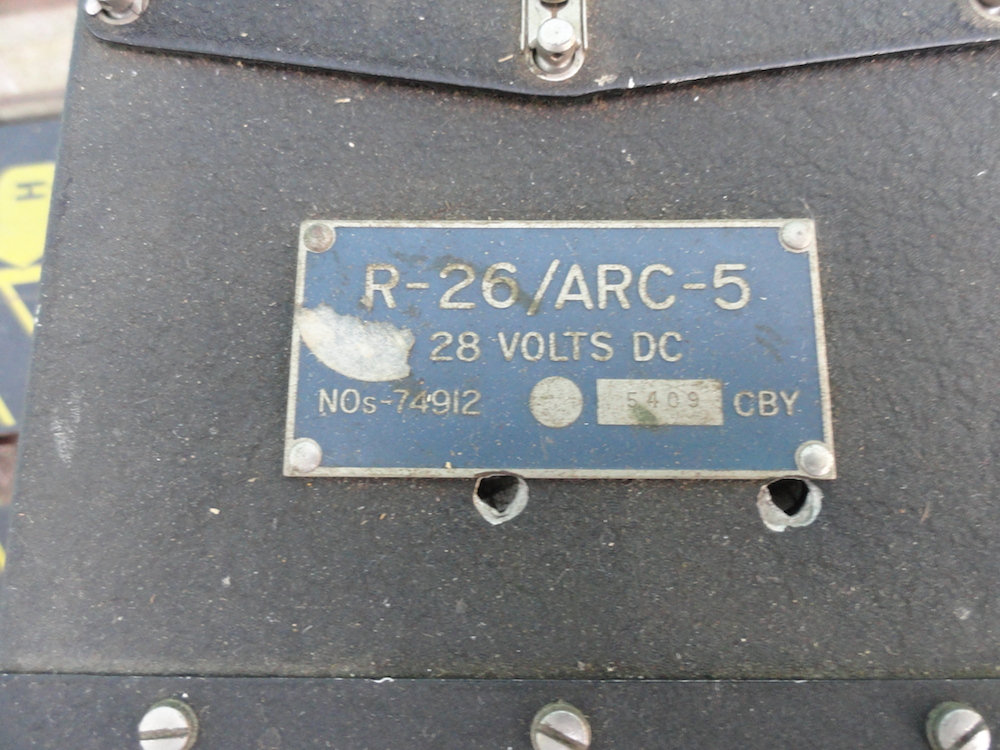 R-26/ARC-5
28 VOLTS DC
NOs-74912 5409 CBY
H